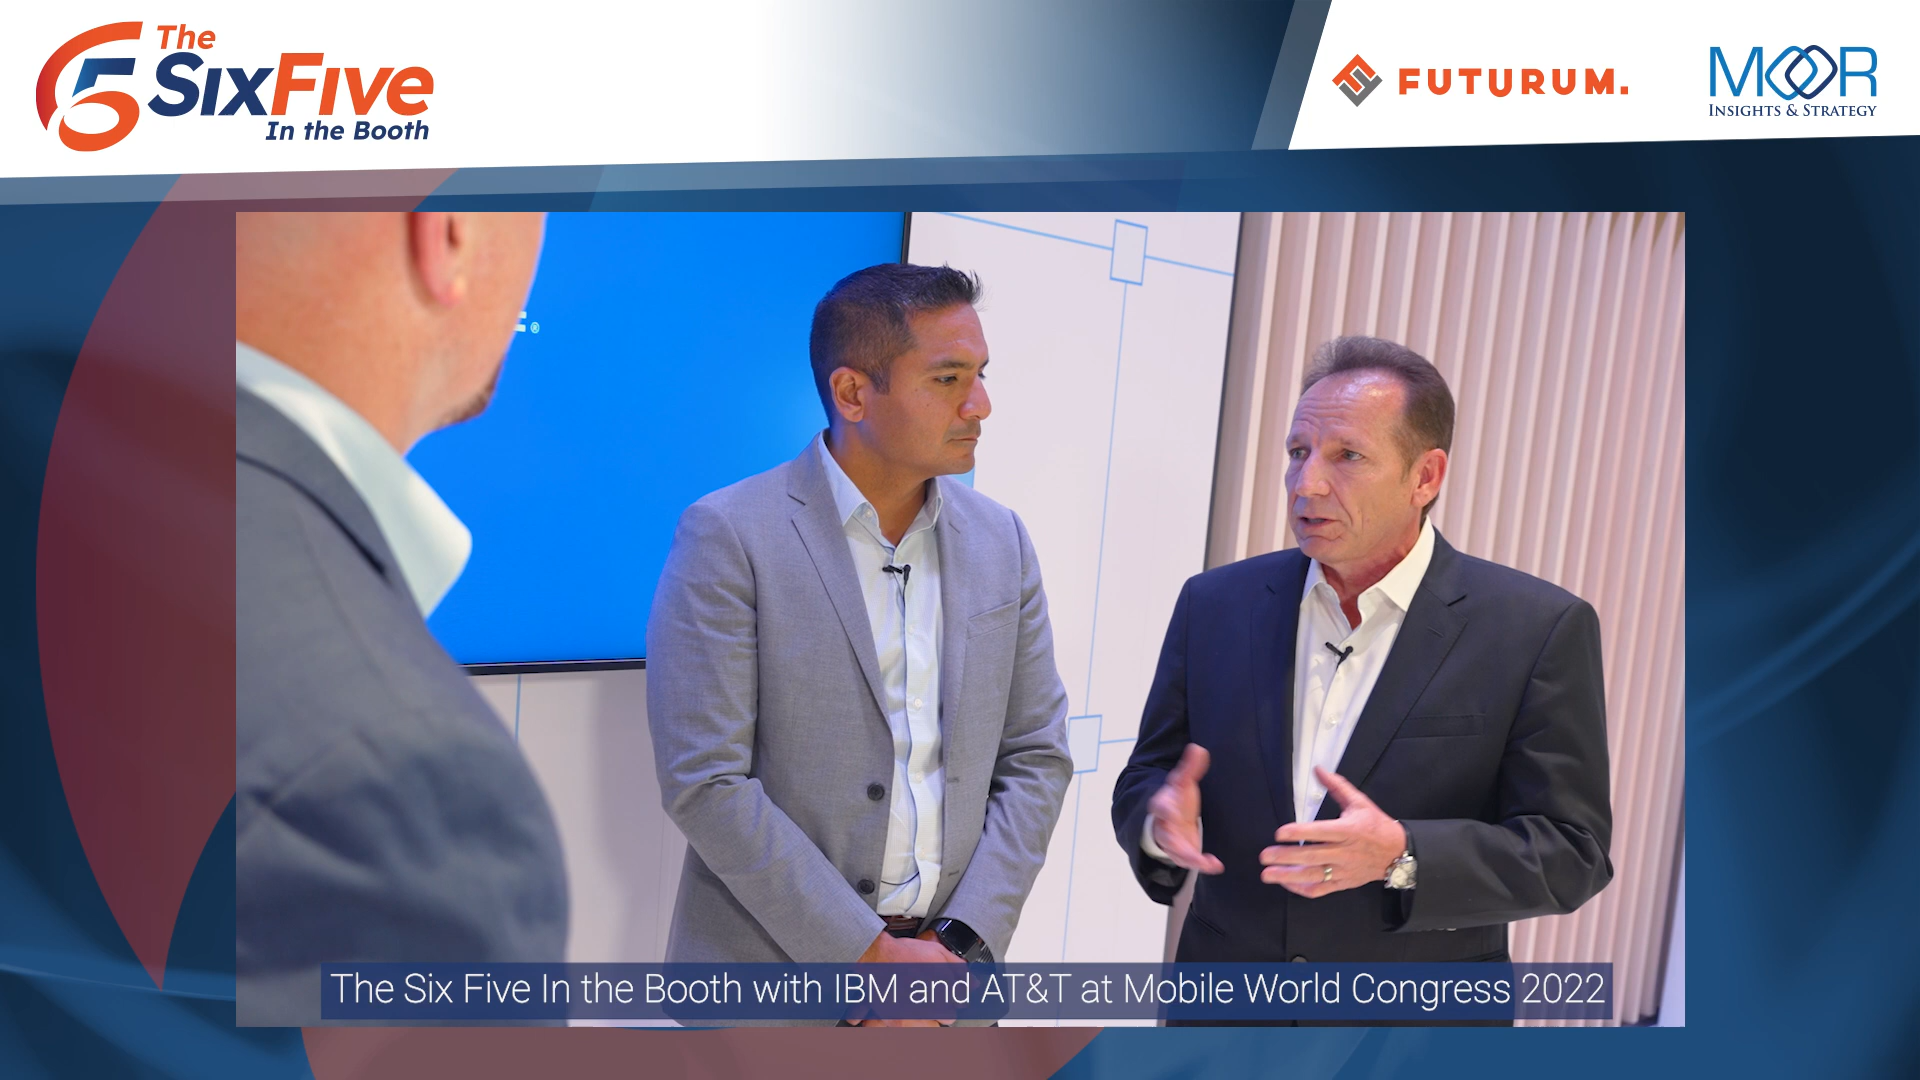 The
SixFive
In the Booth
FUTURUM.
MOOR
INSIGHTS & STRATEGY
E.®
The Six Five In the Booth with IBM and AT&T at Mobile World Congress 2022